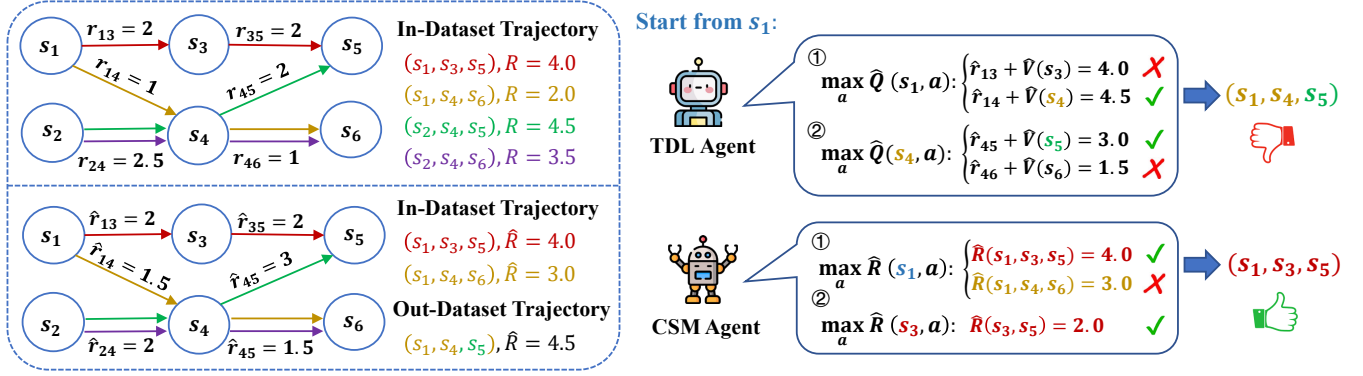 s₁
r₁₃ = 2
s₃
r₃₅ = 2
s₅
r₁₄ = 1
r₄₅ = 2
s₂
r₂₄ = 2.5
s₄
r₄₆ = 1
s₆
In-Dataset Trajectory
(s₁, s₃, s₅), R = 4.0
(s₁, s₄, s₆), R = 2.0
(s₂, s₄, s₅), R = 4.5
(s₂, s₄, s₆), R = 3.5
s₁
r̂₁₃ = 2
s₃
r̂₃₅ = 2
s₅
r̂₁₄ = 1.5
r̂₄₅ = 3
s₂
r̂₂₄ = 2
s₄
r̂₄₅ = 1.5
s₆
In-Dataset Trajectory
(s₁, s₃, s₅), R̂ = 4.0
(s₁, s₄, s₆), R̂ = 3.0
Out-Dataset Trajectory
(s₁, s₄, s₅), R̂ = 4.5
Start from s₁:
TDL Agent
①
max Q̂ (s₁, a): { r̂₁₃ + V̂(s₃) = 4.0 ✗
a
r̂₁₄ + V̂(s₄) = 4.5 ✓
②
max Q̂(s₄, a): { r̂₄₅ + V̂(s₅) = 3.0 ✓
a
r̂₄₆ + V̂(s₆) = 1.5 ✗
(s₁, s₄, s₅)
CSM Agent
①
max R̂ (s₁, a): { R̂(s₁, s₃, s₅) = 4.0 ✓
a
R̂(s₁, s₄, s₆) = 3.0 ✗
②
max R̂ (s₃, a): R̂(s₃, s₅) = 2.0 ✓
a
(s₁, s₃, s₅)